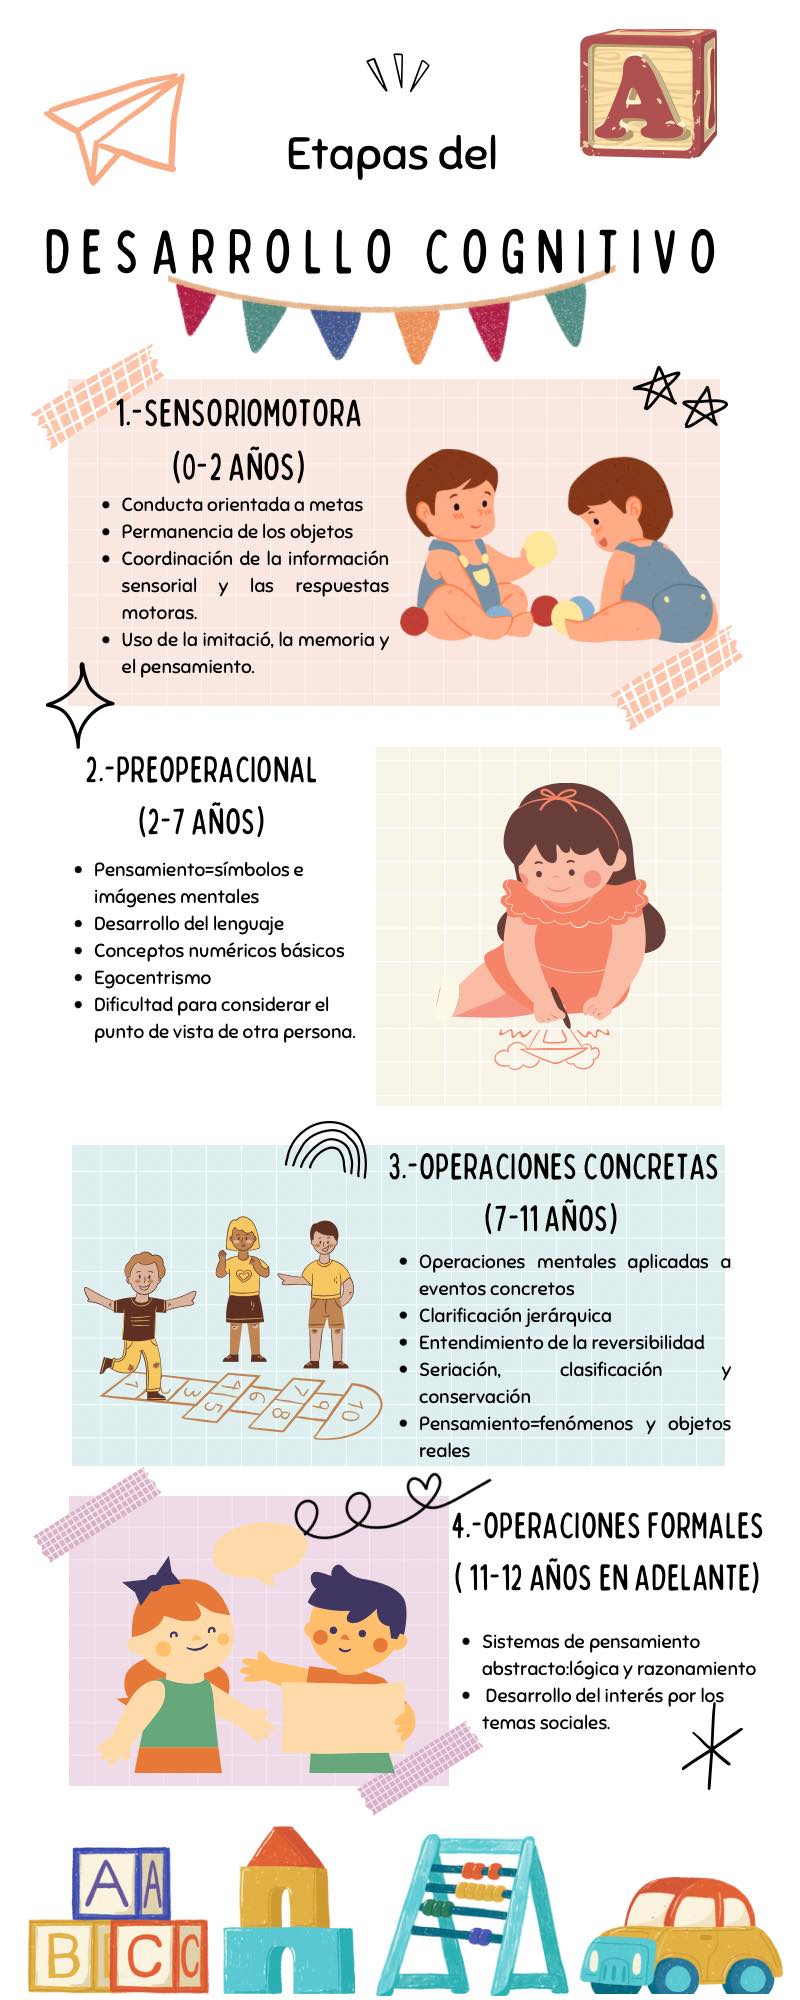 A
Etapas del
DESARROLLO COGNITIVO
1.-SENSORIOMOTORA
(0-2 AÑOS)
• Conducta orientada a metas
• Permanencia de los objetos
• Coordinación de la información
sensorial y las respuestas
motoras.
• Uso de la imitació, la memoria y
el pensamiento.
2.-PREOPERACIONAL
(2-7 AÑOS)
• Pensamiento=símbolos e
imágenes mentales
• Desarrollo del lenguaje
• Conceptos numéricos básicos
• Egocentrismo
• Dificultad para considerar el
punto de vista de otra persona.
3.-OPERACIONES CONCRETAS
(7-11 AÑOS)
• Operaciones mentales aplicadas a
eventos concretos
• Clarificación jerárquica
• Entendimiento de la reversibilidad
• Seriación, clasificación y
conservación
• Pensamiento=fenómenos y objetos
reales
1 2 3 4 5 6 7 8 9 10
4.-OPERACIONES FORMALES
( 11-12 AÑOS EN ADELANTE)
• Sistemas de pensamiento
abstracto:lógica y razonamiento
• Desarrollo del interés por los
temas sociales.
A A
B C C